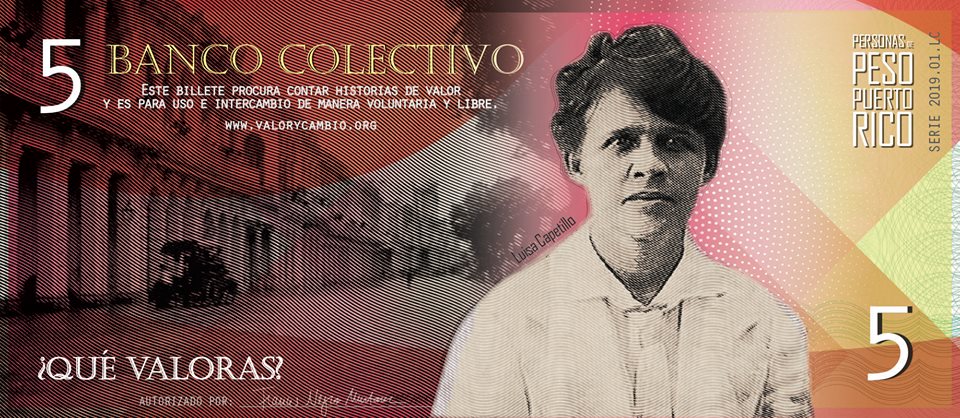 5
BANCO COLECTIVO
ESTE BILLETE PROCURA CONTAR HISTORIAS DE VALOR
Y ES PARA USO E INTERCAMBIO DE MANERA VOLUNTARIA Y LIBRE.
WWW.VALORYCAMBIO.ORG
PERSONAS DE
PESO
PUERTO
RICO
SERIE 2019.01.LC
Luisa Capetillo
5
¿QUÉ VALORAS?
AUTORIZADO POR: